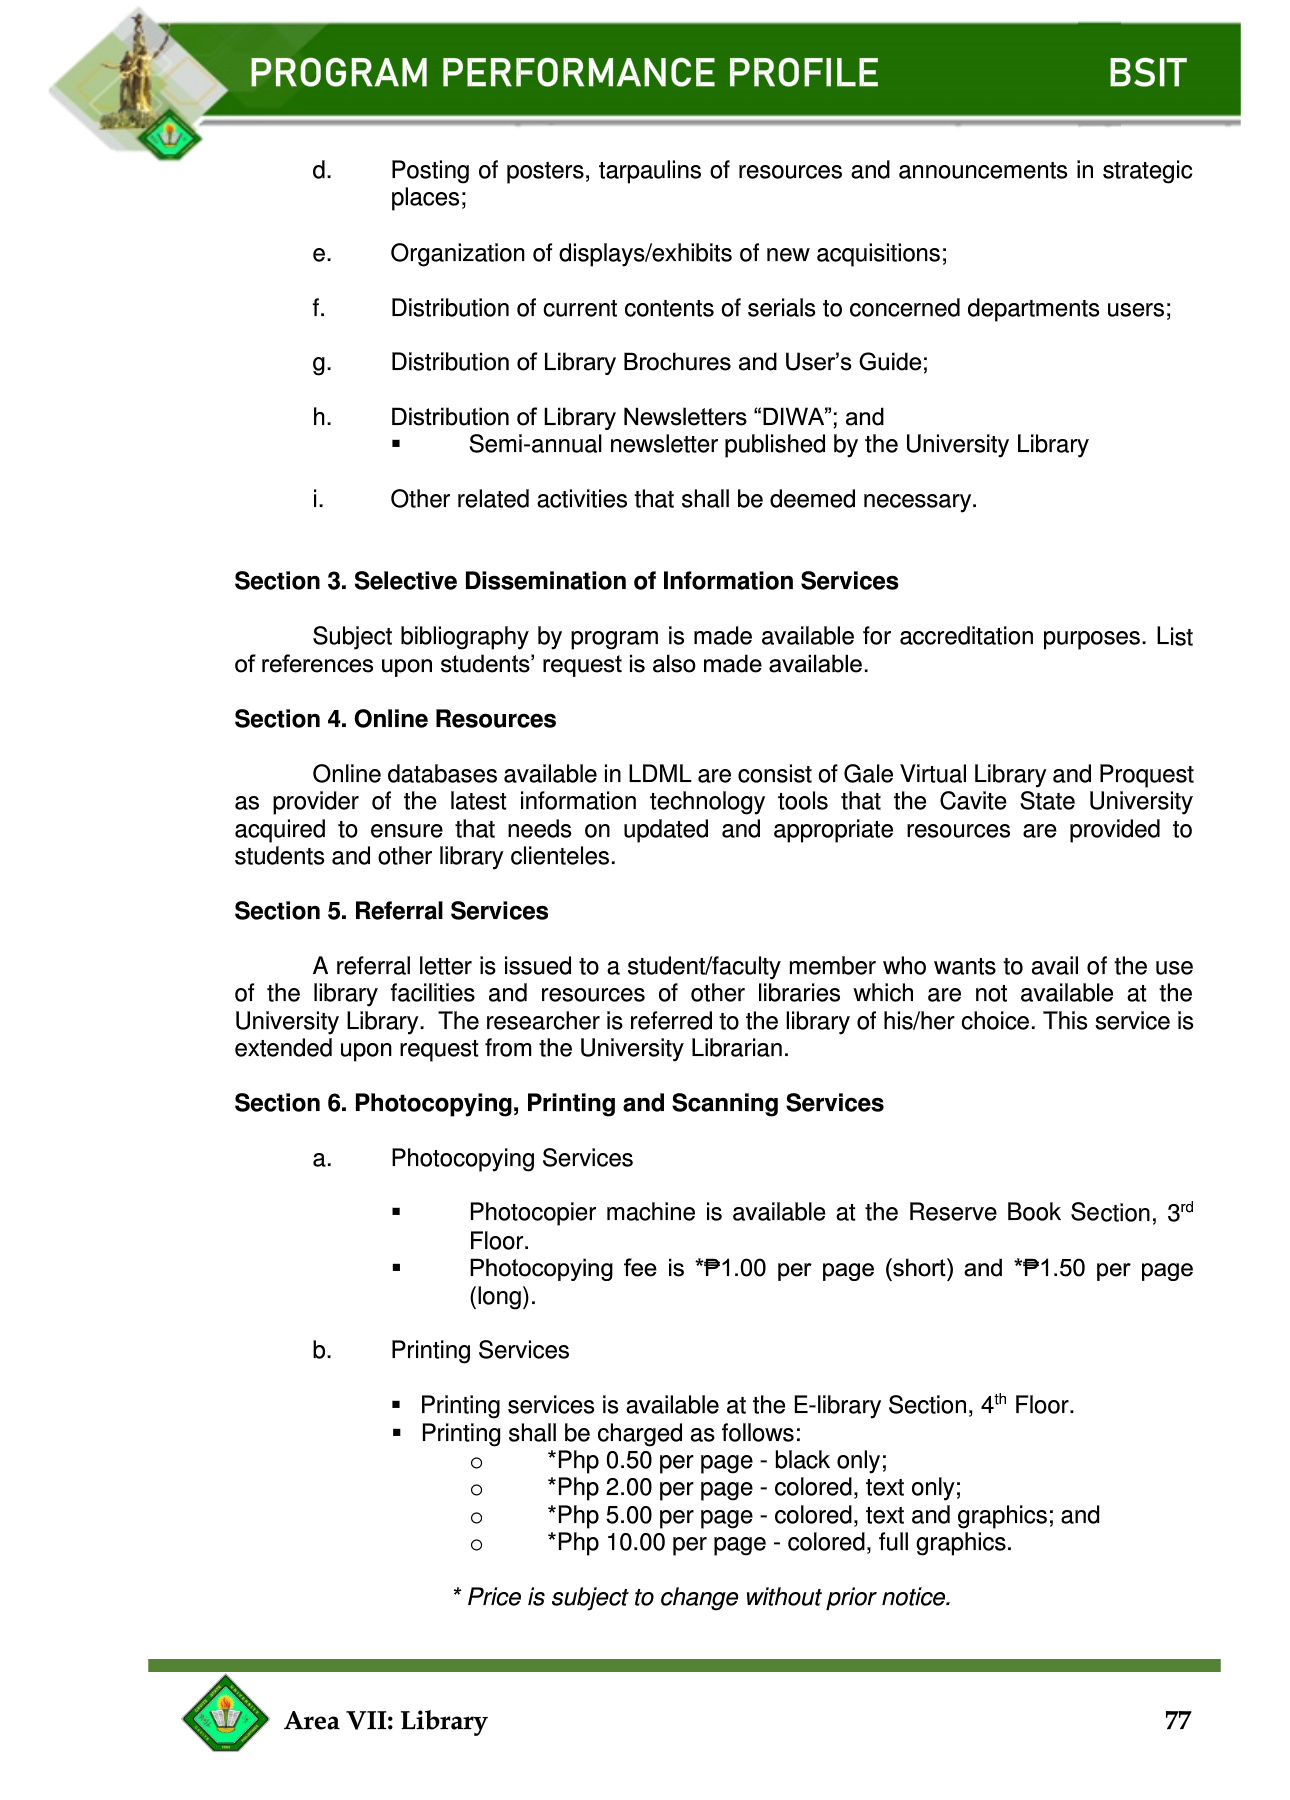 PROGRAM PERFORMANCE PROFILE BSIT
d. Posting of posters, tarpaulins of resources and announcements in strategic
places;
e. Organization of displays/exhibits of new acquisitions;
f. Distribution of current contents of serials to concerned departments users;
g. Distribution of Library Brochures and User’s Guide;
h. Distribution of Library Newsletters “DIWA”; and
▪ Semi-annual newsletter published by the University Library
i. Other related activities that shall be deemed necessary.
Section 3. Selective Dissemination of Information Services
Subject bibliography by program is made available for accreditation purposes. List
of references upon students’ request is also made available.
Section 4. Online Resources
Online databases available in LDML are consist of Gale Virtual Library and Proquest
as provider of the latest information technology tools that the Cavite State University
acquired to ensure that needs on updated and appropriate resources are provided to
students and other library clienteles.
Section 5. Referral Services
A referral letter is issued to a student/faculty member who wants to avail of the use
of the library facilities and resources of other libraries which are not available at the
University Library. The researcher is referred to the library of his/her choice. This service is
extended upon request from the University Librarian.
Section 6. Photocopying, Printing and Scanning Services
a. Photocopying Services
▪ Photocopier machine is available at the Reserve Book Section, 3rd
Floor.
▪ Photocopying fee is *₱1.00 per page (short) and *₱1.50 per page
(long).
b. Printing Services
▪ Printing services is available at the E-library Section, 4th Floor.
▪ Printing shall be charged as follows:
o *Php 0.50 per page - black only;
o *Php 2.00 per page - colored, text only;
o *Php 5.00 per page - colored, text and graphics; and
o *Php 10.00 per page - colored, full graphics.
* Price is subject to change without prior notice.
Area VII: Library 77